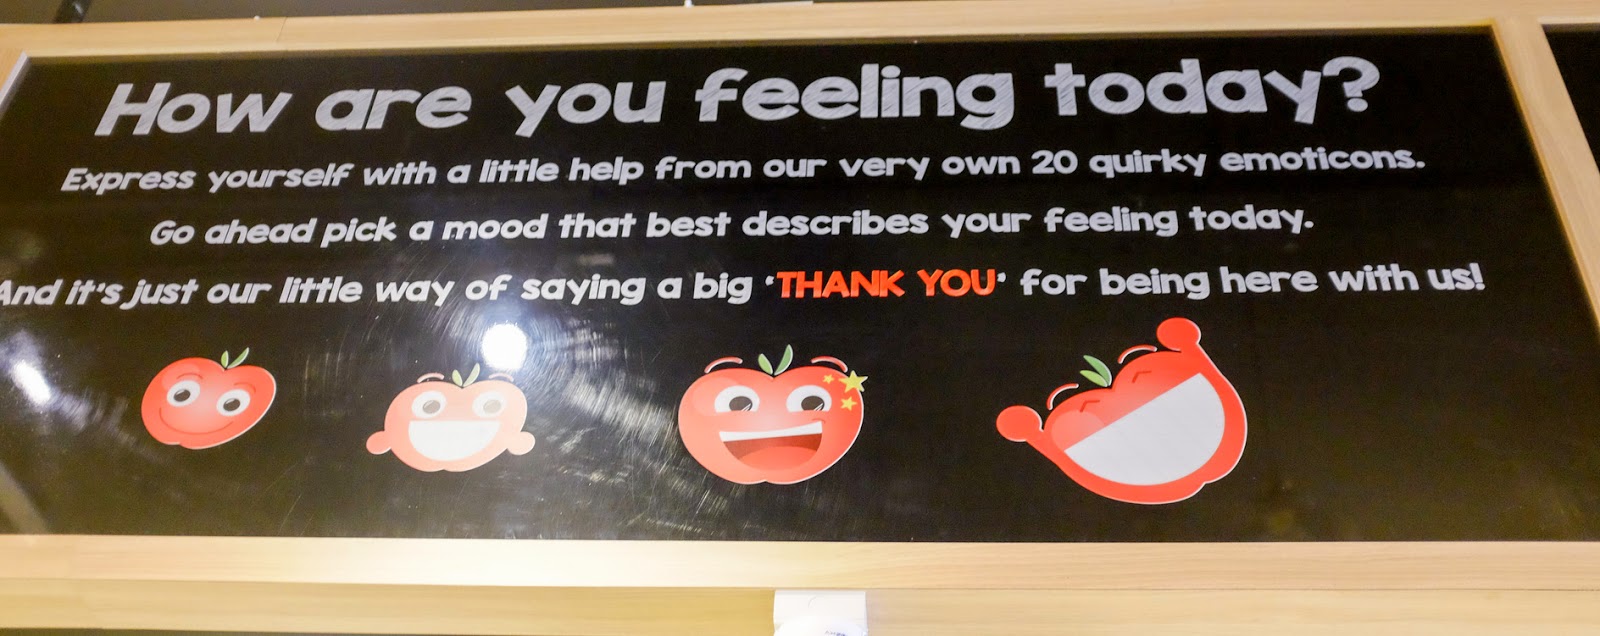 How are you feeling today?
Express yourself with a little help from our very own 20 quirky emoticons.
Go ahead pick a mood that best describes your feeling today.
And it's just our little way of saying a big 'THANK YOU' for being here with us!